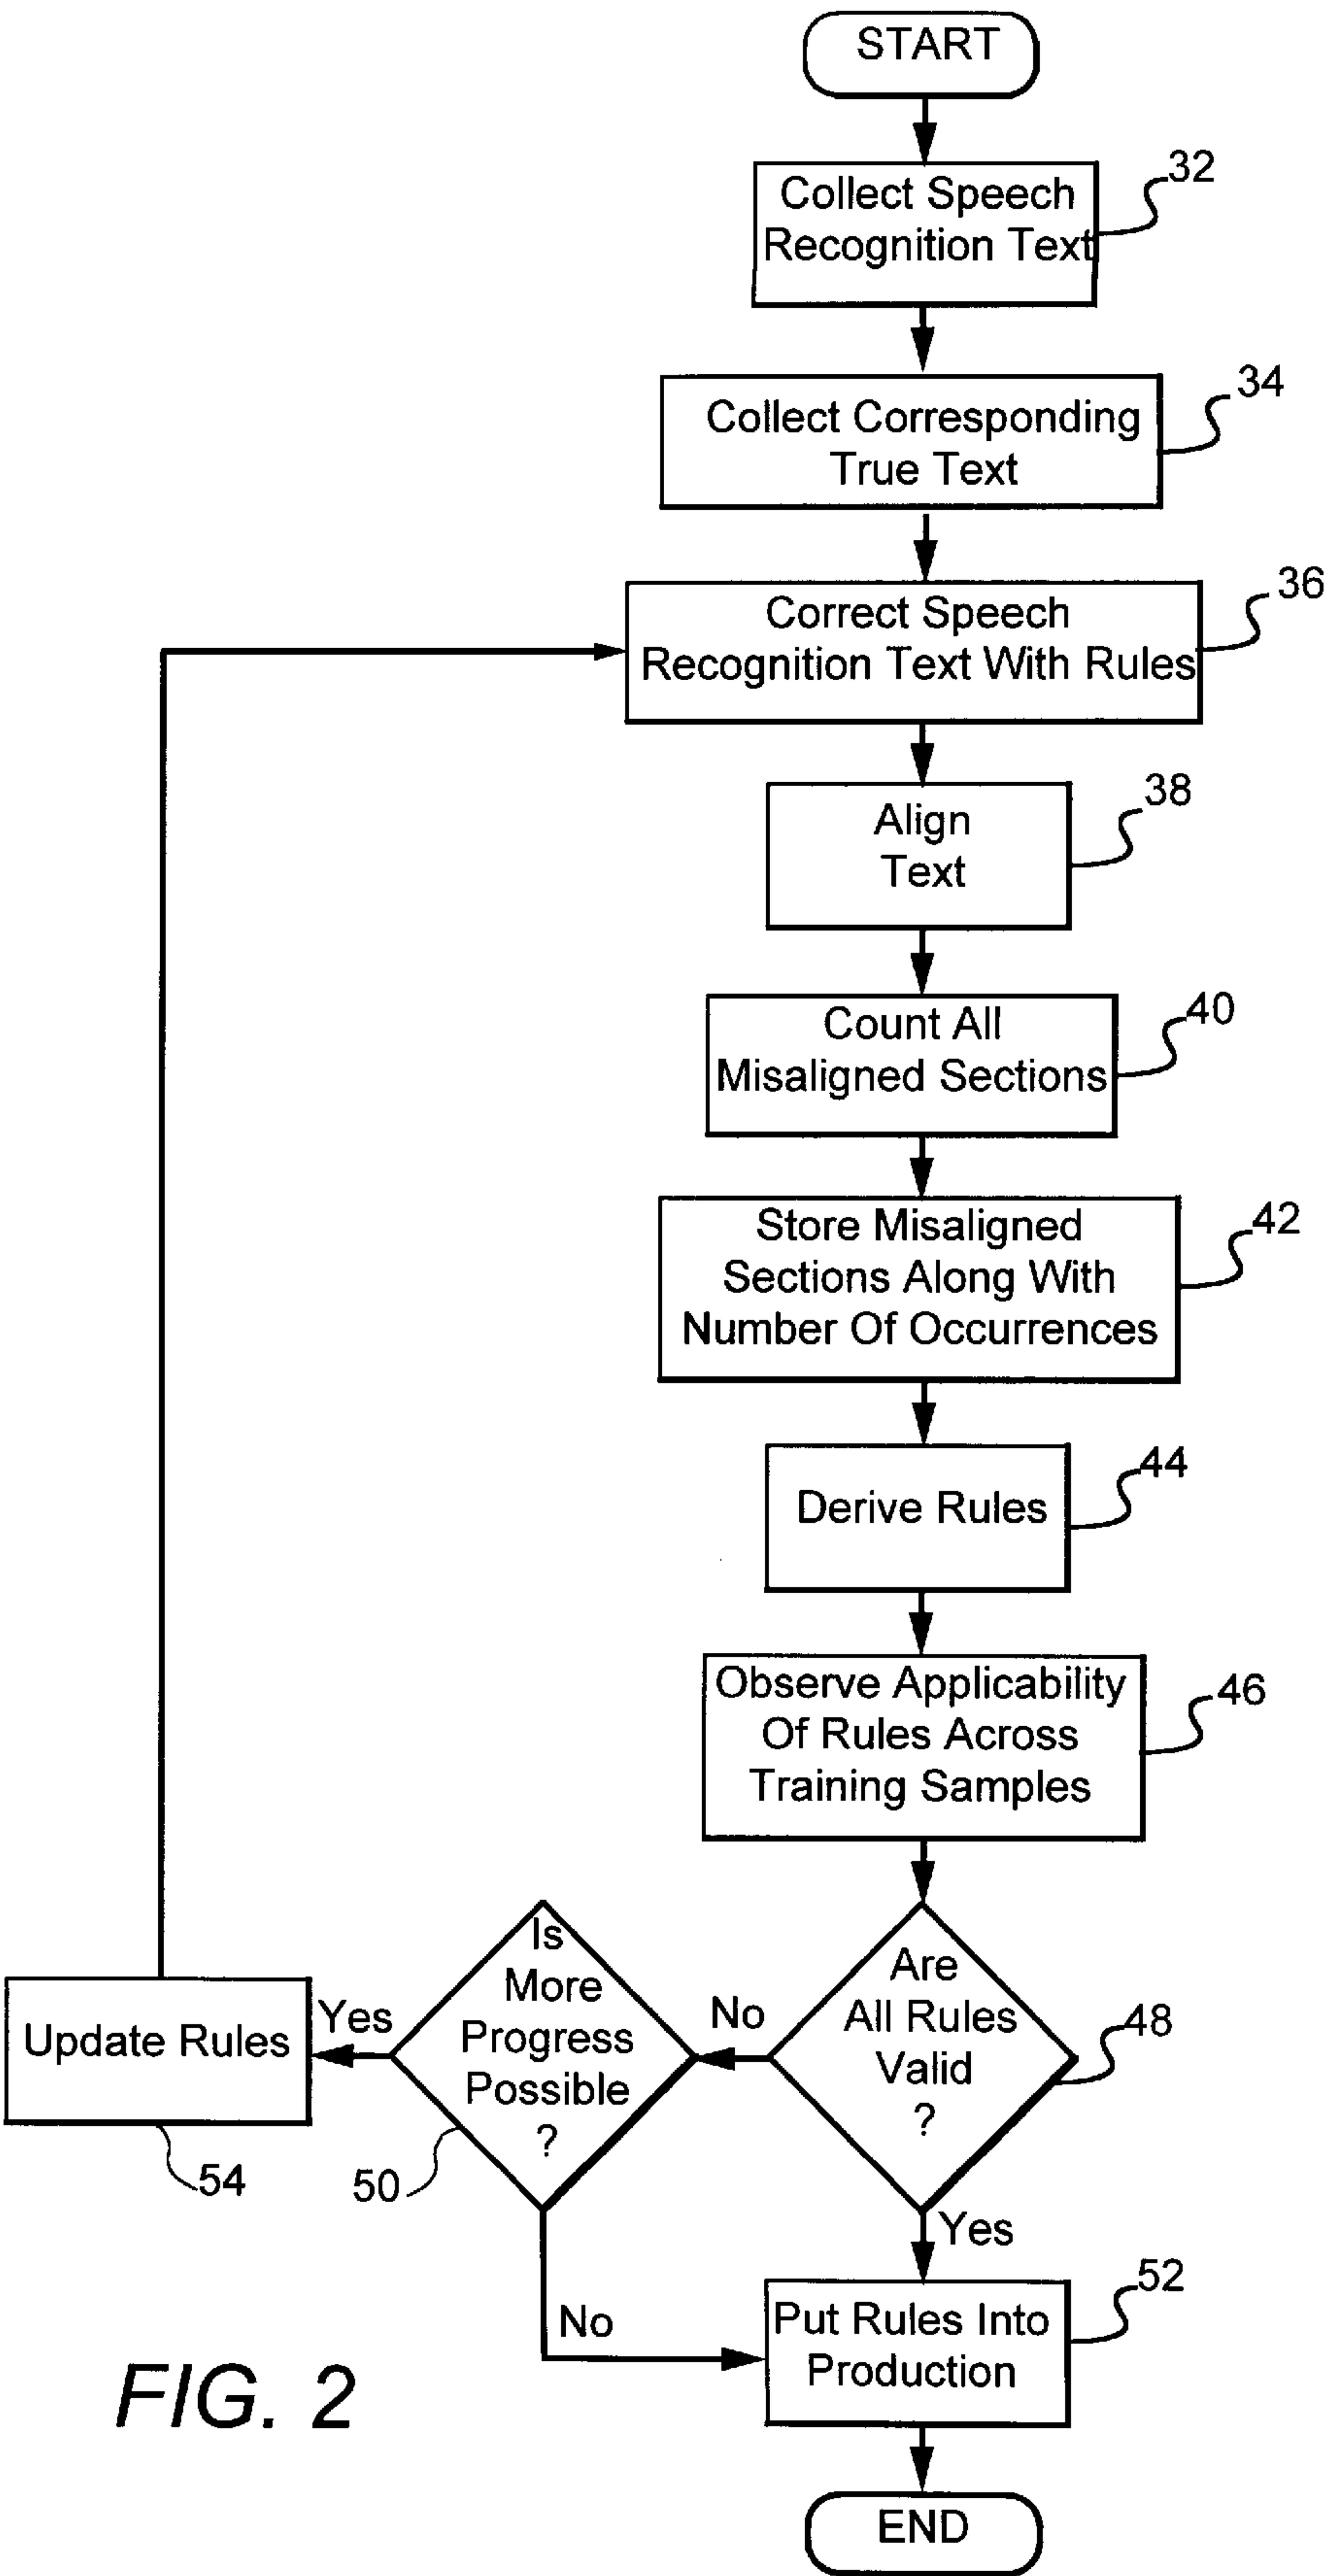 START
Collect Speech
Recognition Text
32
Collect Corresponding
True Text
34
Correct Speech
Recognition Text With Rules
36
Align
Text
38
Count All
Misaligned Sections
40
Store Misaligned
Sections Along With
Number Of Occurrences
42
Derive Rules
44
Observe Applicability
Of Rules Across
Training Samples
46
Are
All Rules
Valid
?
48
No
Is
More
Progress
Possible
?
50
Yes
Update Rules
54
Yes
No
Put Rules Into
Production
52
END
FIG. 2